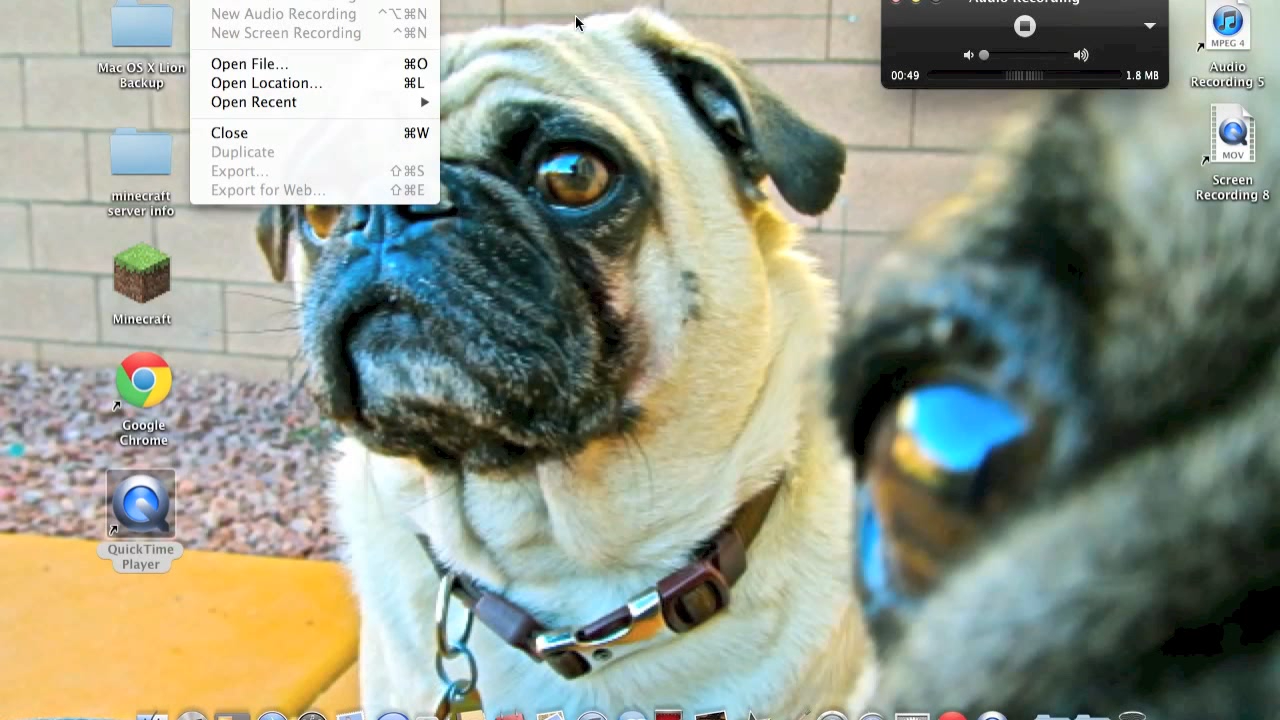 New Audio Recording ⌃⌥⌘N
New Screen Recording ⌃⌘N
Open File... ⌘O
Open Location... ⌘L
Open Recent ▶
Close ⌘W
Duplicate
Export... ⇧⌘S
Export for Web... ⇧⌘E
Mac OS X Lion
Backup
minecraft
server info
Minecraft
Google
Chrome
QuickTime
Player
Audio Recording
00:49
1.8 MB
MPEG 4
Audio
Recording 5
MOV
Screen
Recording 8